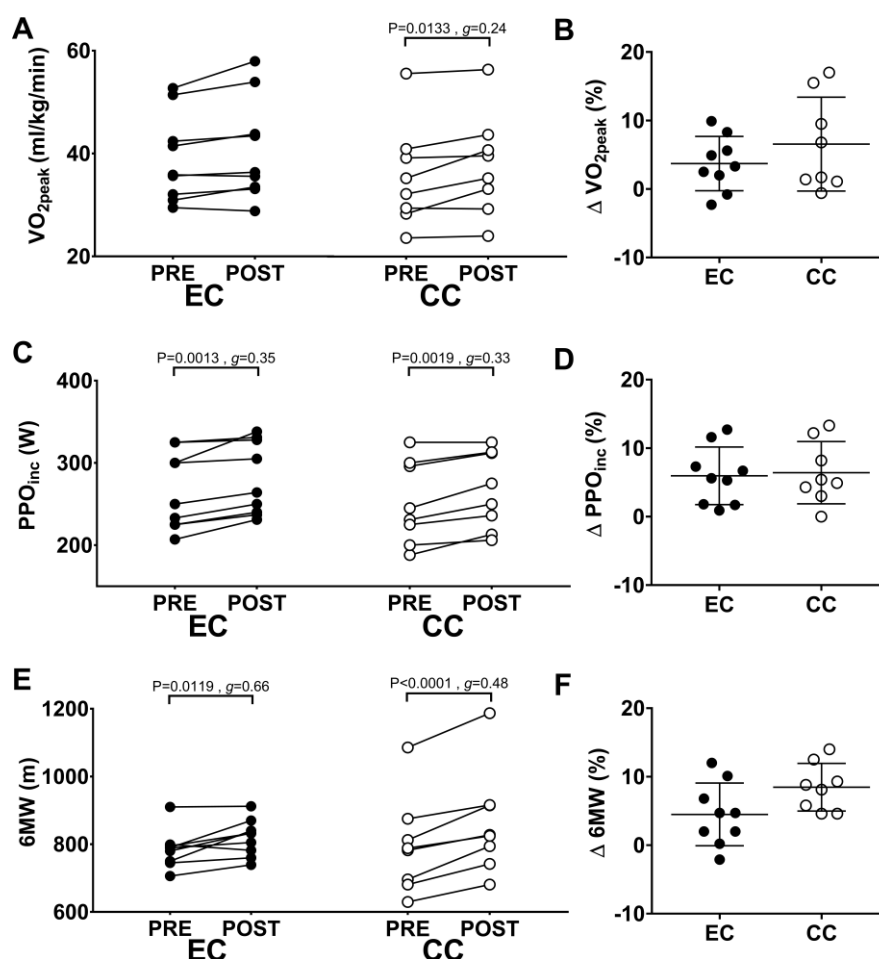 A
P=0.0133 , g=0.24
B
VO2peak (ml/kg/min)
60
40
20
PRE POST PRE POST
EC CC
Δ VO2peak (%)
20
10
0
-10
EC CC
C
P=0.0013 , g=0.35 P=0.0019 , g=0.33
D
PPOinc (W)
400
300
200
PRE POST PRE POST
EC CC
Δ PPOinc (%)
20
10
0
-10
EC CC
E
P=0.0119 , g=0.66 P<0.0001 , g=0.48
F
6MW (m)
1200
1000
800
600
PRE POST PRE POST
EC CC
Δ 6MW (%)
20
10
0
-10
EC CC